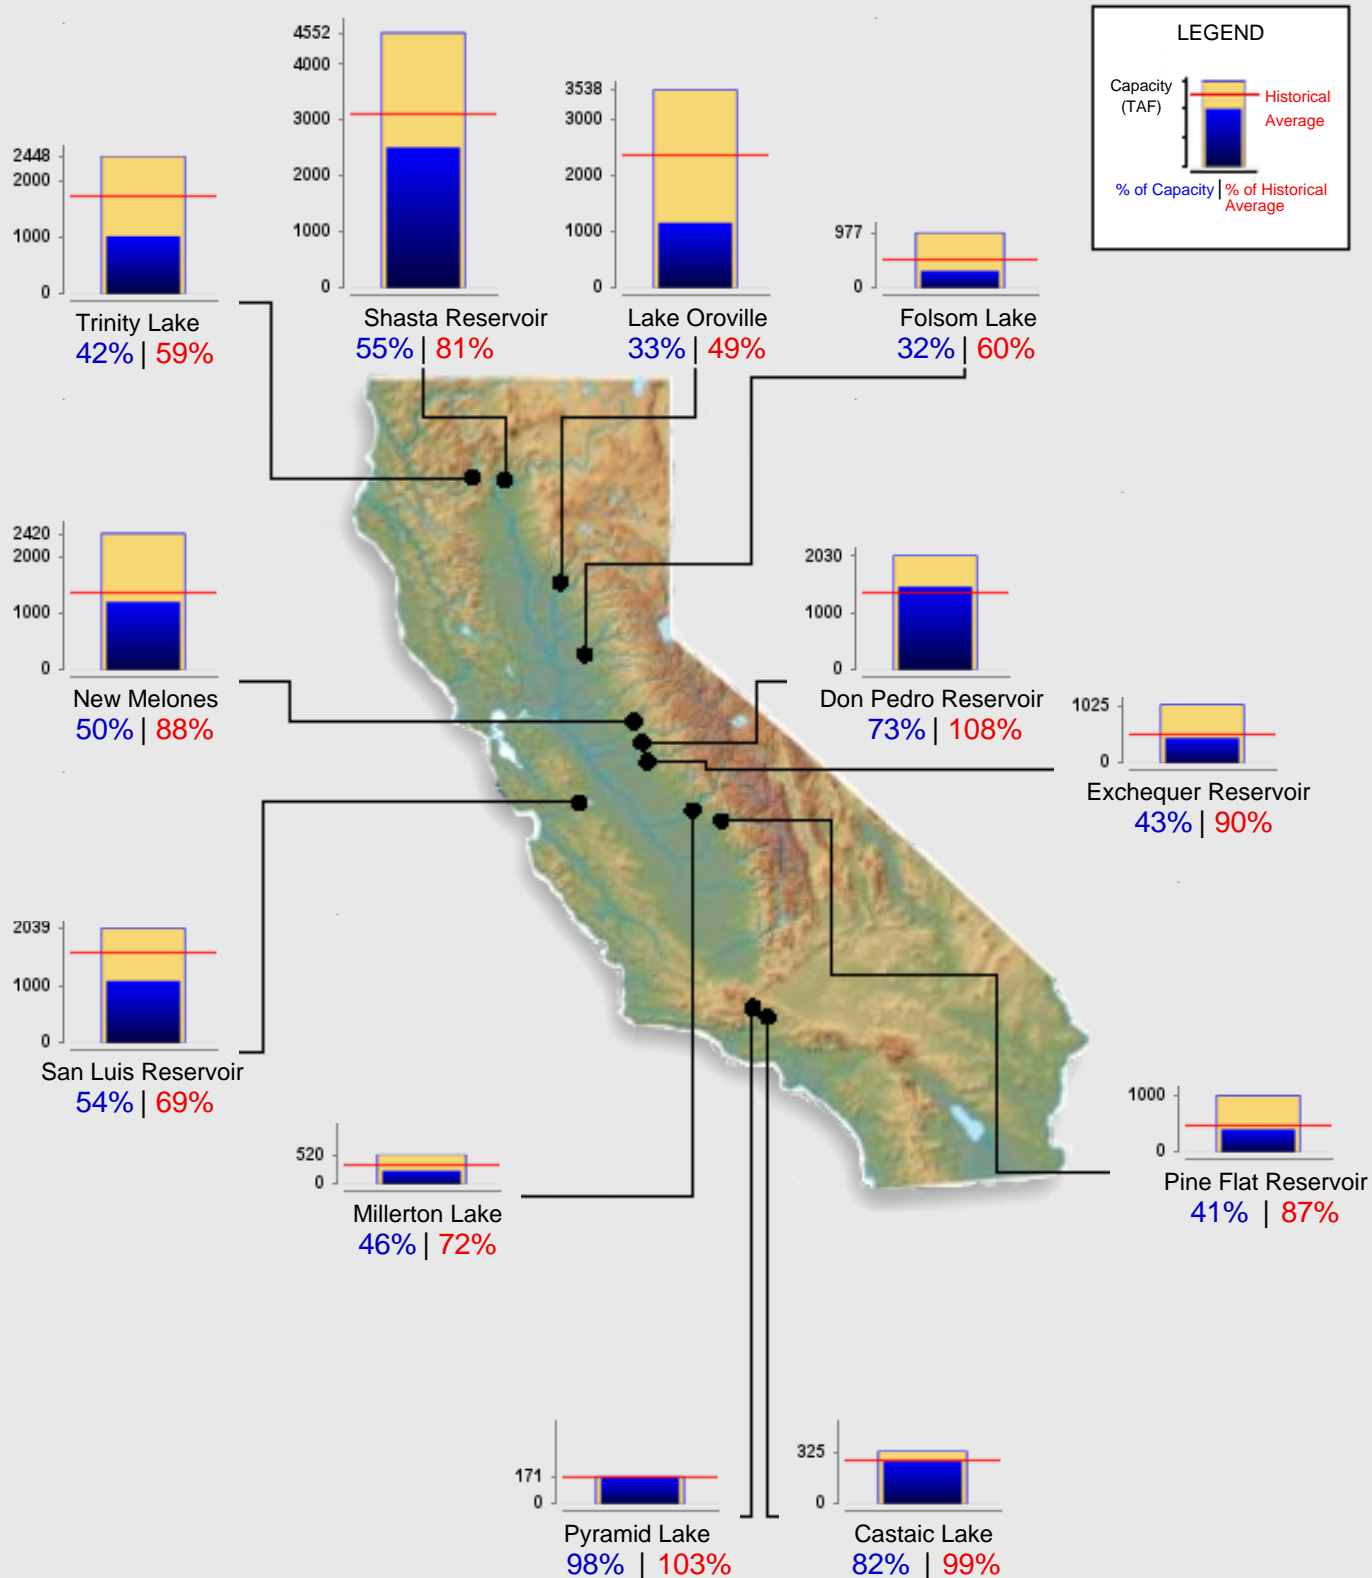 LEGEND
Capacity
(TAF)
Historical
Average
% of Capacity | % of Historical
Average
4552
4000
3000
2000
1000
0
Shasta Reservoir
55% | 81%
3538
3000
2000
1000
0
Lake Oroville
33% | 49%
2448
2000
1000
0
Trinity Lake
42% | 59%
977
0
Folsom Lake
32% | 60%
2420
2000
1000
0
New Melones
50% | 88%
2030
1000
0
Don Pedro Reservoir
73% | 108%
1025
0
Exchequer Reservoir
43% | 90%
2039
1000
0
San Luis Reservoir
54% | 69%
520
0
Millerton Lake
46% | 72%
1000
0
Pine Flat Reservoir
41% | 87%
171
0
Pyramid Lake
98% | 103%
325
0
Castaic Lake
82% | 99%